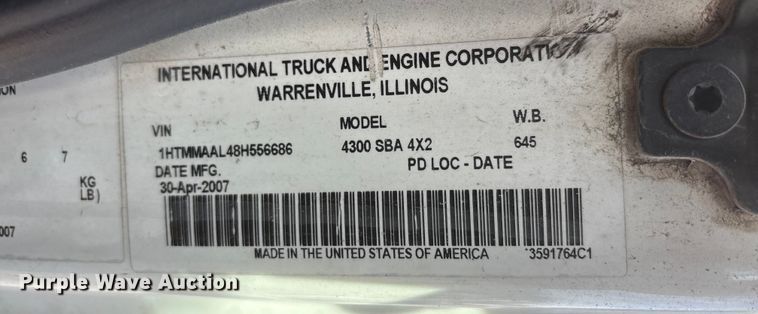 INTERNATIONAL TRUCK AND ENGINE CORPORATION
WARRENVILLE, ILLINOIS
VIN MODEL W.B.
1HTMMAAL48H556686 4300 SBA 4X2 645
DATE MFG. PD LOC - DATE
30-Apr-2007
MADE IN THE UNITED STATES OF AMERICA *3591764C1
ON
6 7
KG
LB)
007
Purple Wave Auction